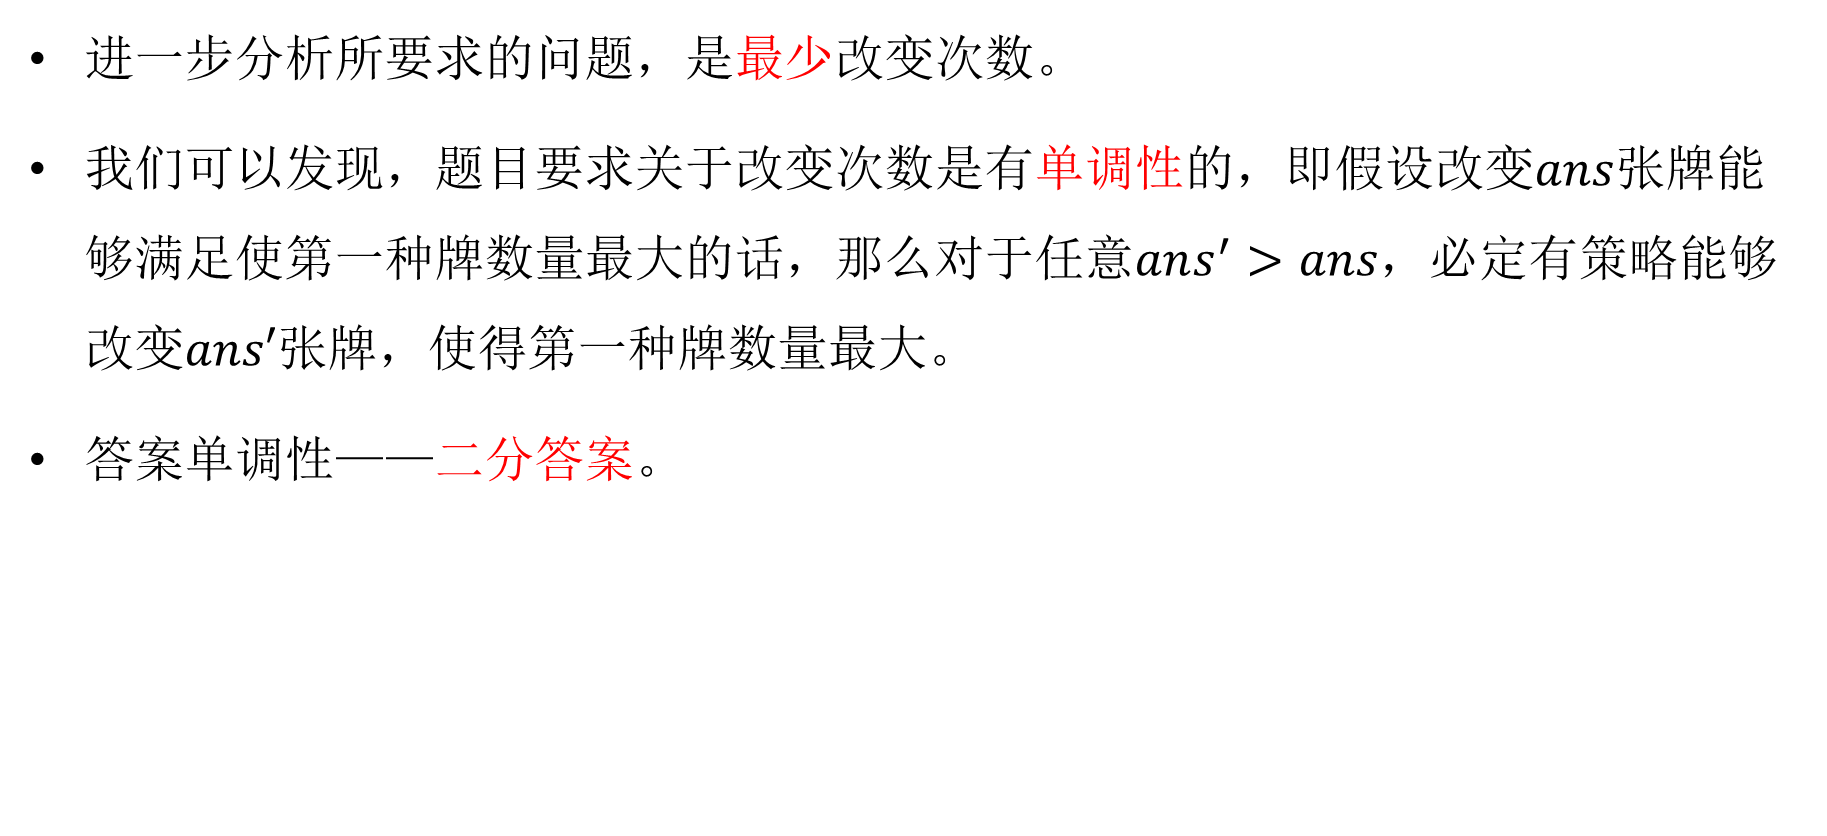 • 进一步分析所要求的问题，是最少改变次数。
• 我们可以发现，题目要求关于改变次数是有单调性的，即假设改变ans张牌能
够满足使第一种牌数量最大的话，那么对于任意ans′ > ans，必定有策略能够
改变ans′张牌，使得第一种牌数量最大。
• 答案单调性——二分答案。